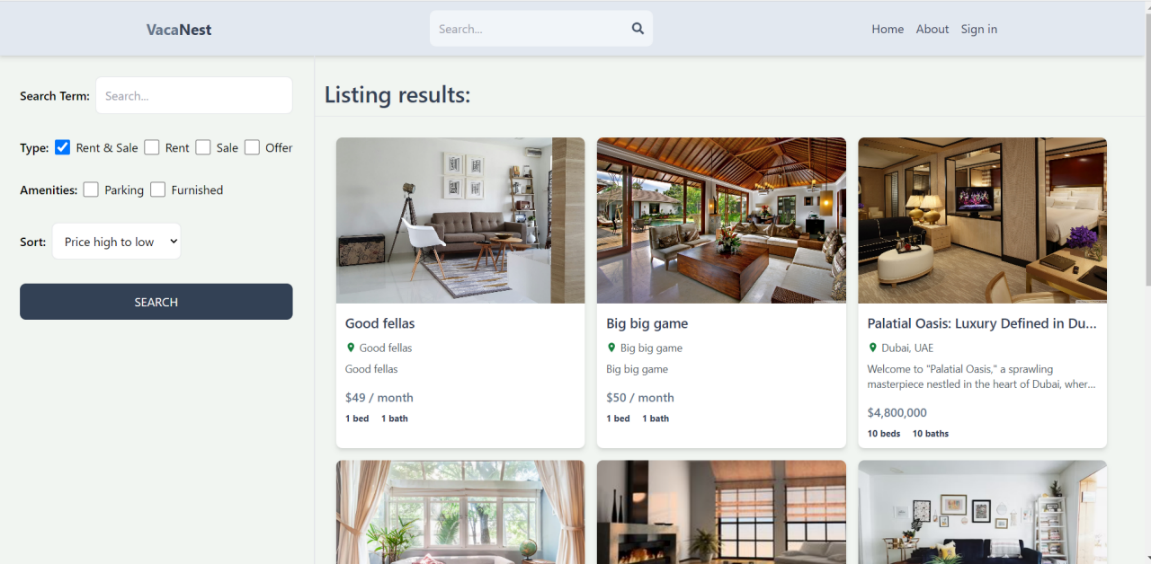 VacaNest
Search...
Home About Sign in
Search Term: Search...
Type: Rent & Sale Rent Sale Offer
Amenities: Parking Furnished
Sort: Price high to low
SEARCH
Listing results:
Good fellas
Good fellas
Good fellas
$49 / month
1 bed 1 bath
Big big game
Big big game
Big big game
$50 / month
1 bed 1 bath
Palatial Oasis: Luxury Defined in Du...
Dubai, UAE
Welcome to "Palatial Oasis," a sprawling
masterpiece nestled in the heart of Dubai, wher...
$4,800,000
10 beds 10 baths